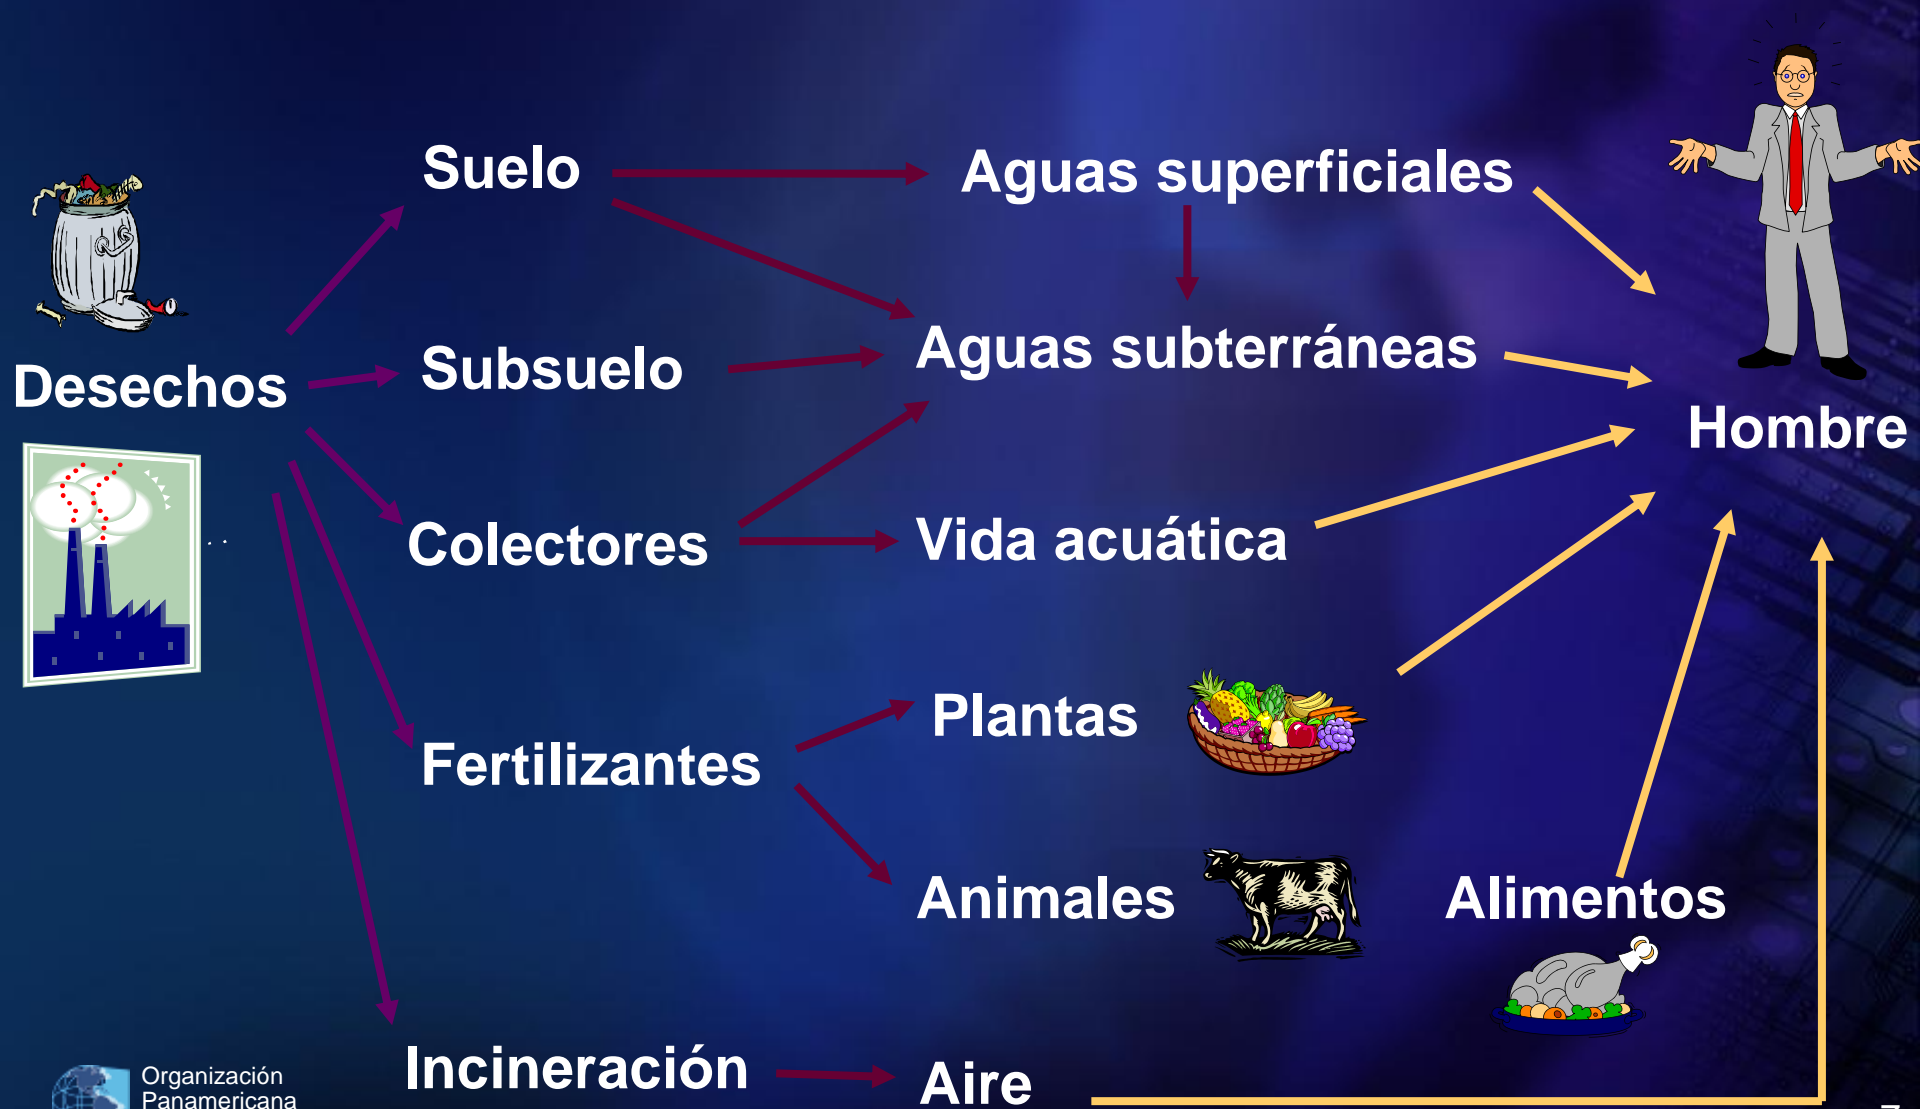 Suelo
Aguas superficiales
Desechos
Subsuelo
Aguas subterráneas
Hombre
Colectores
Vida acuática
Fertilizantes
Plantas
Animales
Alimentos
Incineración
Aire
Organización
Panamericana